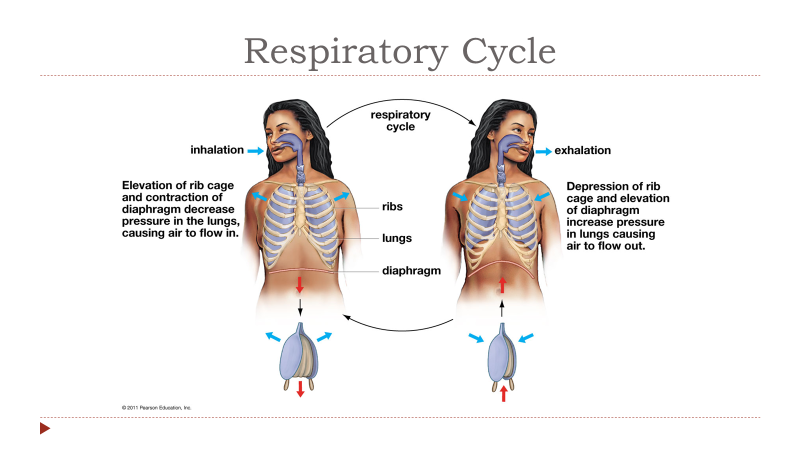 Respiratory Cycle
respiratory
cycle
inhalation
exhalation
Elevation of rib cage
and contraction of
diaphragm decrease
pressure in the lungs,
causing air to flow in.
ribs
lungs
diaphragm
Depression of rib
cage and elevation
of diaphragm
increase pressure
in lungs causing
air to flow out.
© 2011 Pearson Education, Inc.